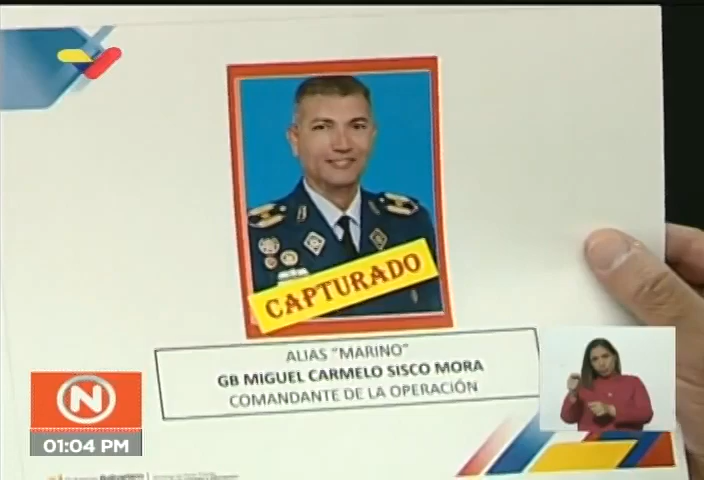 CAPTURADO
ALIAS "MARINO"
GB MIGUEL CARMELO SISCO MORA
COMANDANTE DE LA OPERACIÓN
N
01:04 PM